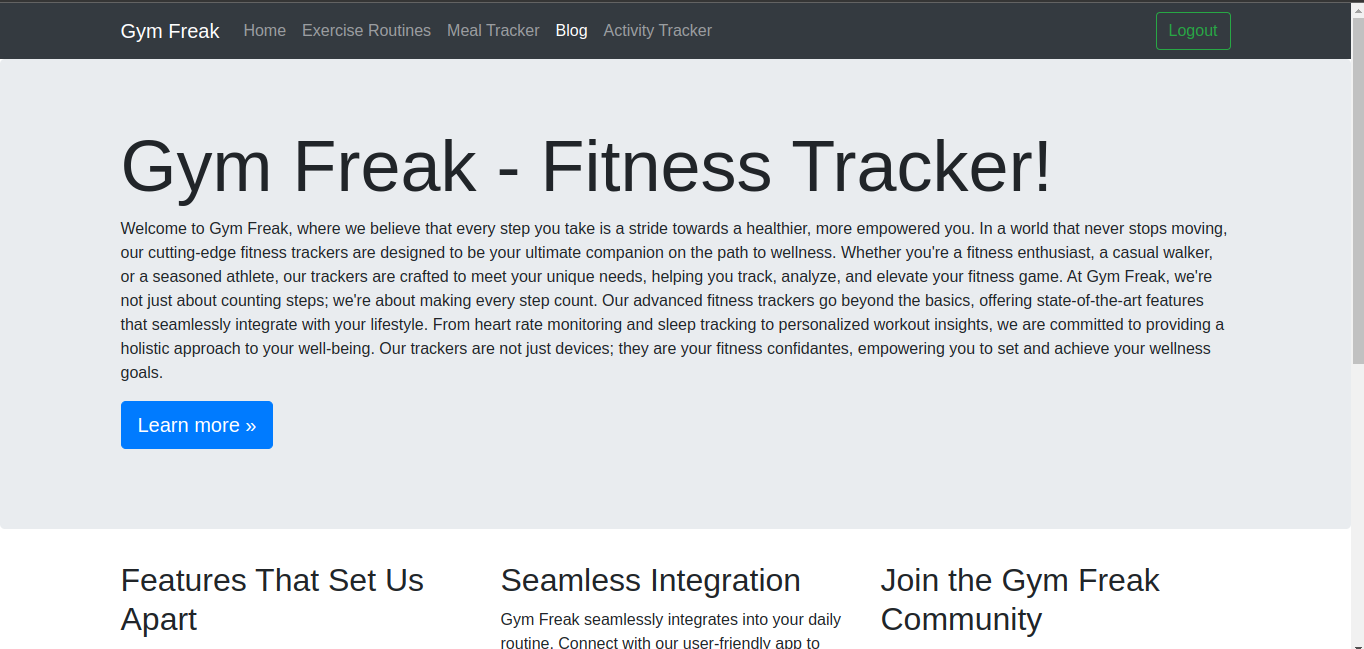 Gym Freak Home Exercise Routines Meal Tracker Blog Activity Tracker Logout
Gym Freak - Fitness Tracker!
Welcome to Gym Freak, where we believe that every step you take is a stride towards a healthier, more empowered you. In a world that never stops moving,
our cutting-edge fitness trackers are designed to be your ultimate companion on the path to wellness. Whether you're a fitness enthusiast, a casual walker,
or a seasoned athlete, our trackers are crafted to meet your unique needs, helping you track, analyze, and elevate your fitness game. At Gym Freak, we're
not just about counting steps; we're about making every step count. Our advanced fitness trackers go beyond the basics, offering state-of-the-art features
that seamlessly integrate with your lifestyle. From heart rate monitoring and sleep tracking to personalized workout insights, we are committed to providing a
holistic approach to your well-being. Our trackers are not just devices; they are your fitness confidantes, empowering you to set and achieve your wellness
goals.
Learn more »
Features That Set Us
Apart
Seamless Integration
Gym Freak seamlessly integrates into your daily
routine. Connect with our user-friendly app to
Join the Gym Freak
Community